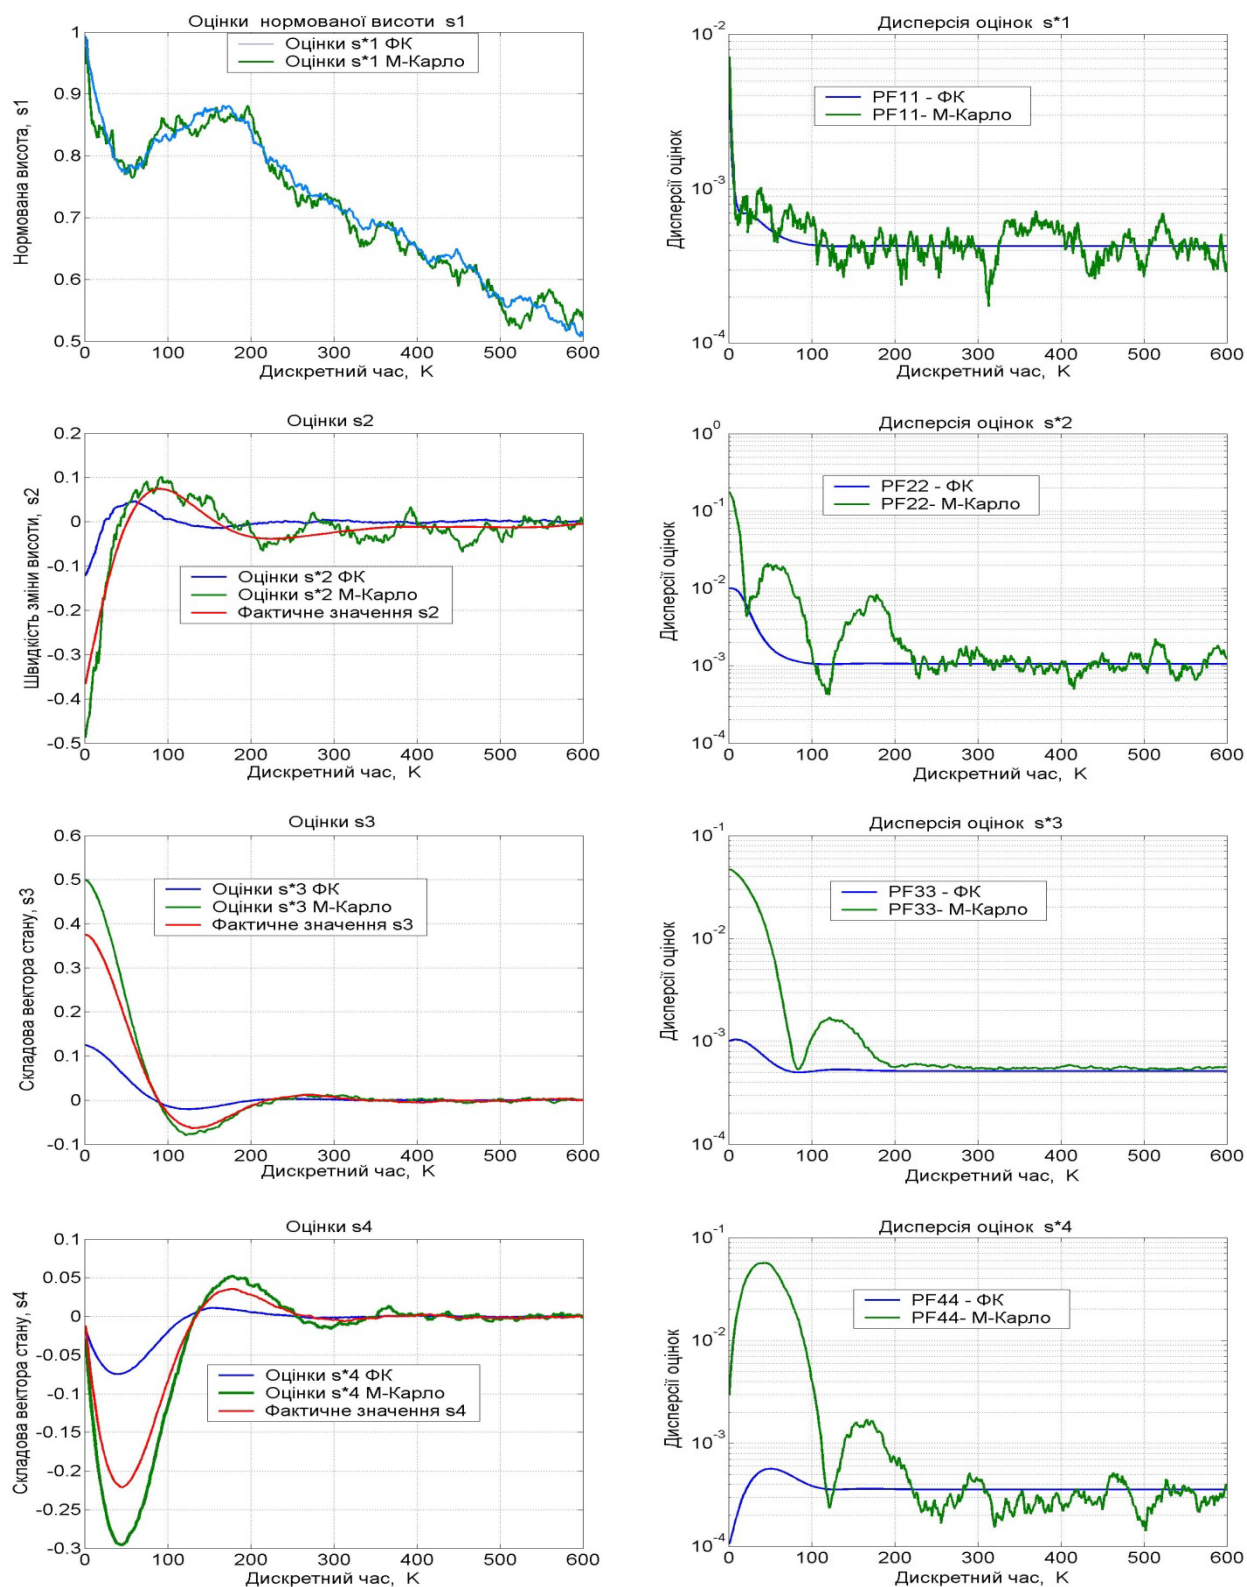 Оцінки нормованої висоти s1
Оцінки s*1 ФК
Оцінки s*1 М-Карло
Нормована висота, s1
1
0.9
0.8
0.7
0.6
0.5
0 100 200 300 400 500 600
Дискретний час, K
Дисперсія оцінок s*1
PF11 - ФК
PF11- М-Карло
Дисперсії оцінок
10-2
10-3
10-4
0 100 200 300 400 500 600
Дискретний час, K
Оцінки s2
Оцінки s*2 ФК
Оцінки s*2 М-Карло
Фактичне значення s2
Швидкість зміни висоти, s2
0.2
0.1
0
-0.1
-0.2
-0.3
-0.4
-0.5
0 100 200 300 400 500 600
Дискретний час, K
Дисперсія оцінок s*2
PF22 - ФК
PF22- М-Карло
Дисперсії оцінок
100
10-1
10-2
10-3
10-4
0 100 200 300 400 500 600
Дискретний час, K
Оцінки s3
Оцінки s*3 ФК
Оцінки s*3 М-Карло
Фактичне значення s3
Складова вектора стану, s3
0.6
0.5
0.4
0.3
0.2
0.1
0
-0.1
0 100 200 300 400 500 600
Дискретний час, K
Дисперсія оцінок s*3
PF33 - ФК
PF33- М-Карло
Дисперсії оцінок
10-1
10-2
10-3
10-4
0 100 200 300 400 500 600
Дискретний час, K
Оцінки s4
Оцінки s*4 ФК
Оцінки s*4 М-Карло
Фактичне значення s4
Складова вектора стану, s4
0.1
0.05
0
-0.05
-0.1
-0.15
-0.2
-0.25
-0.3
0 100 200 300 400 500 600
Дискретний час, K
Дисперсія оцінок s*4
PF44 - ФК
PF44- М-Карло
Дисперсії оцінок
10-1
10-2
10-3
10-4
0 100 200 300 400 500 600
Дискретний час, K